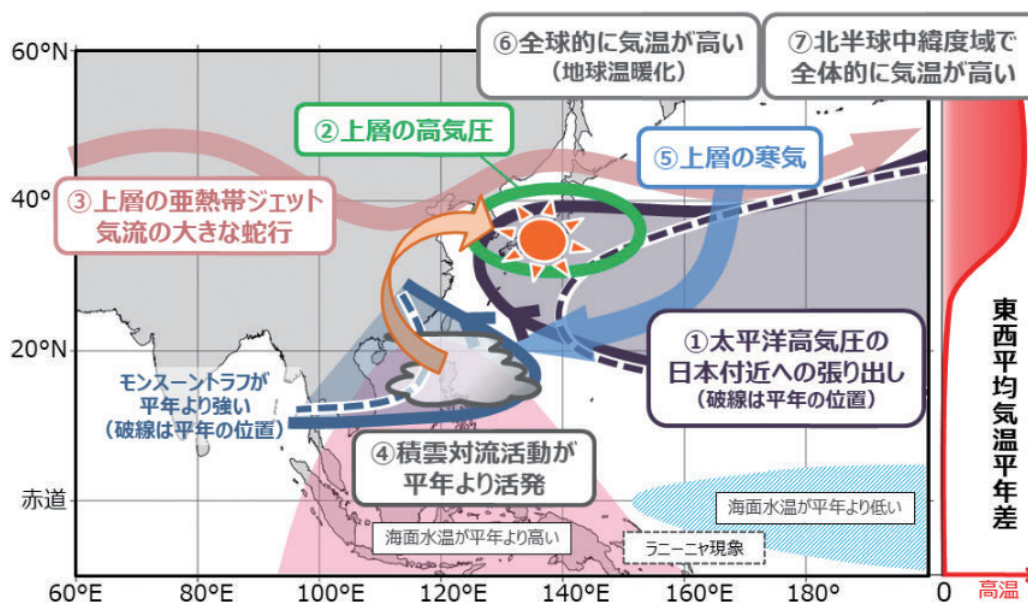 ⑥全球的に気温が高い
（地球温暖化）
⑦北半球中緯度域で
全体的に気温が高い
②上層の高気圧
⑤上層の寒気
③上層の亜熱帯ジェット
気流の大きな蛇行
①太平洋高気圧の
日本付近への張り出し
（破線は平年の位置）
モンスーントラフが
平年より強い
（破線は平年の位置）
④積雲対流活動が
平年より活発
海面水温が平年より高い
海面水温が平年より低い
ラニーニャ現象
東西平均気温平年差
60°N
40°N
20°N
赤道
60°E
80°E
100°E
120°E
140°E
160°E
180°
0
高温